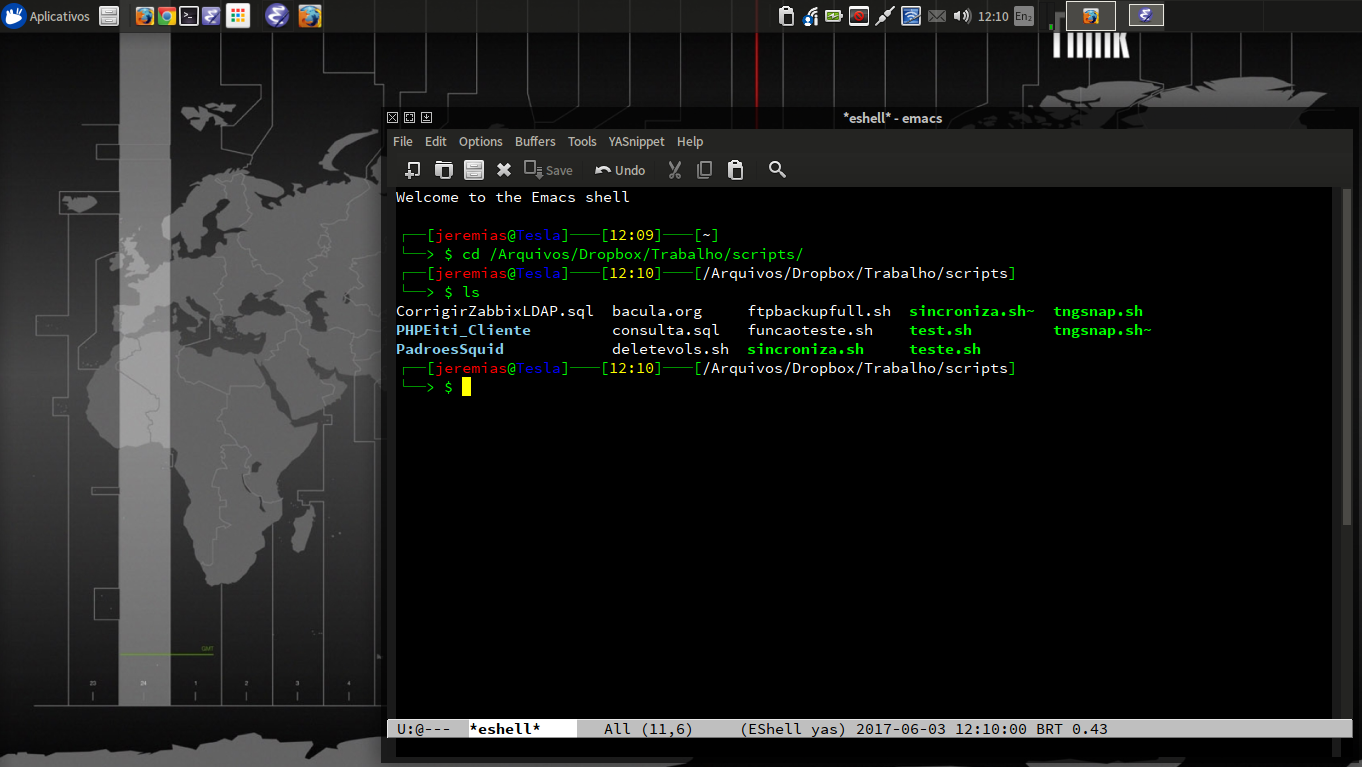 Aplicativos
12:10 En₂
*eshell* - emacs
File Edit Options Buffers Tools YASnippet Help
Save Undo
Welcome to the Emacs shell
┌──[jeremias@Tesla]───[12:09]───[~]
└──> $ cd /Arquivos/Dropbox/Trabalho/scripts/
┌──[jeremias@Tesla]───[12:10]───[/Arquivos/Dropbox/Trabalho/scripts]
└──> $ ls
CorrigirZabbixLDAP.sql bacula.org ftpbackupfull.sh sincroniza.sh~ tngsnap.sh
PHPEiti_Cliente consulta.sql funcaoteste.sh test.sh tngsnap.sh~
PadroesSquid deletevols.sh sincroniza.sh teste.sh
┌──[jeremias@Tesla]───[12:10]───[/Arquivos/Dropbox/Trabalho/scripts]
└──> $
GMT
23 24 1 2 3 4
U:@--- *eshell* All (11,6) (EShell yas) 2017-06-03 12:10:00 BRT 0.43